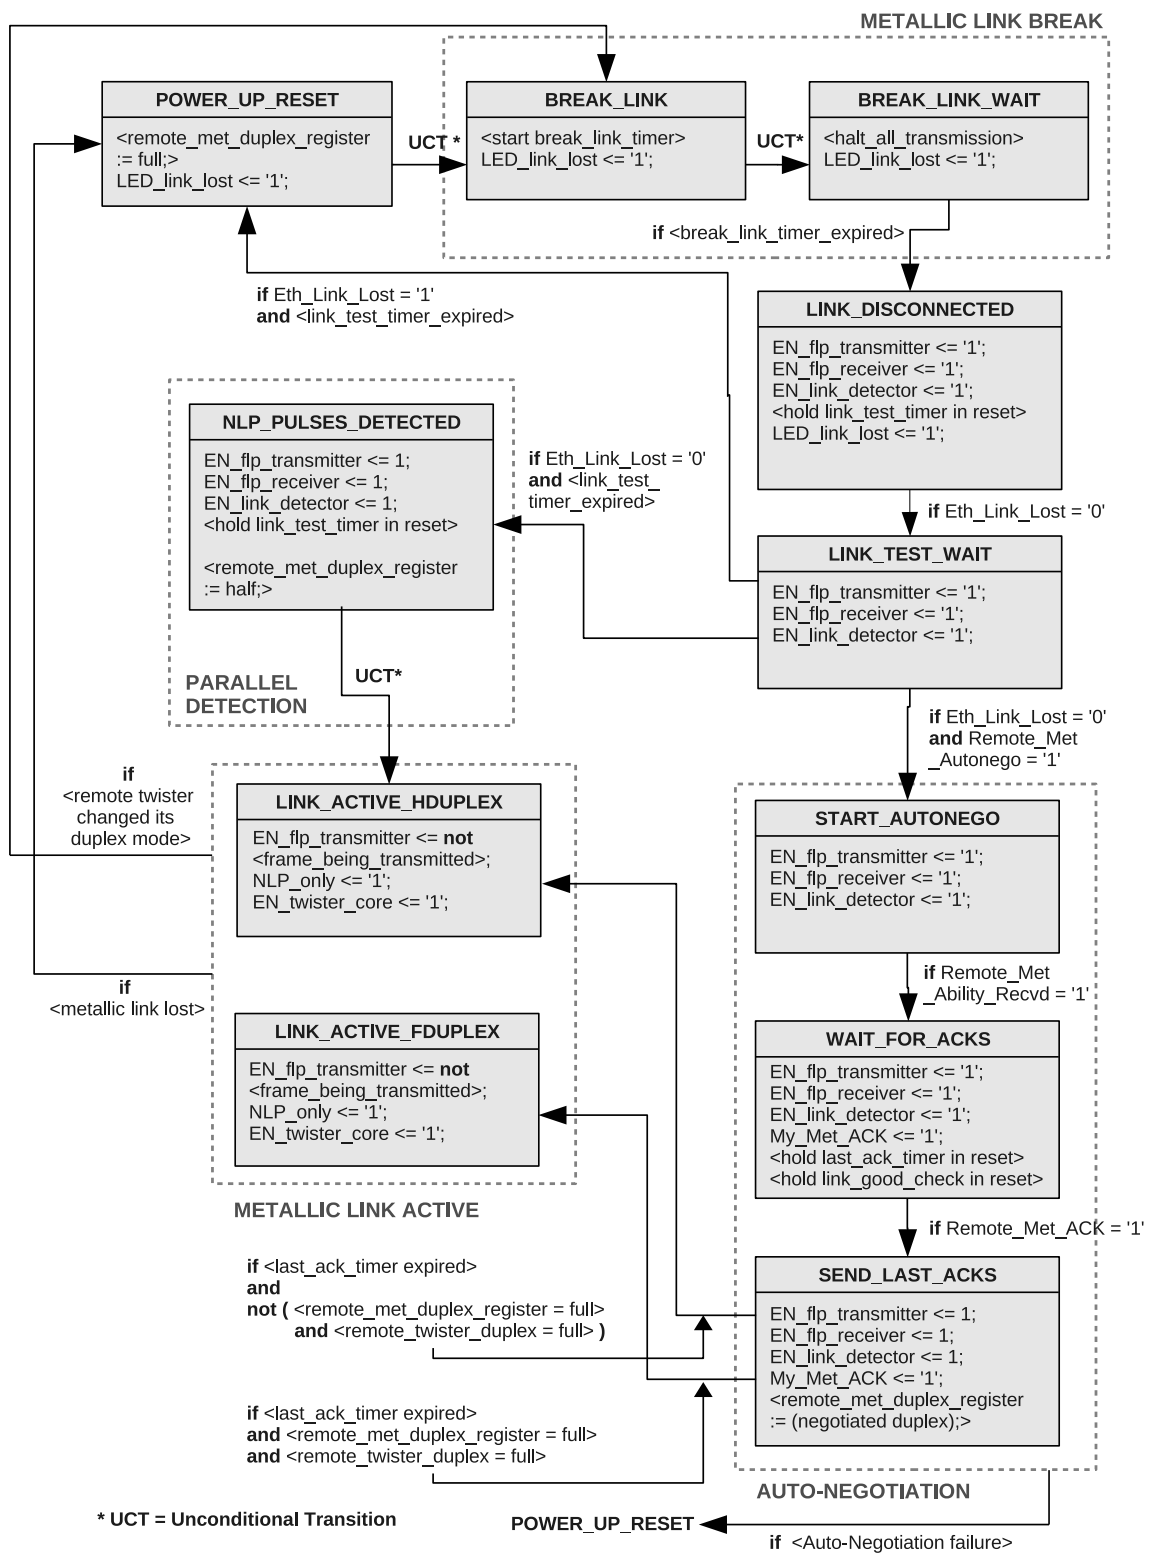 METALLIC LINK BREAK
POWER_UP_RESET
<remote_met_duplex_register
:= full;>
LED_link_lost <= '1';
UCT *
BREAK_LINK
<start break_link_timer>
LED_link_lost <= '1';
UCT*
BREAK_LINK_WAIT
<halt_all_transmission>
LED_link_lost <= '1';
if <break_link_timer_expired>
if Eth_Link_Lost = '1'
and <link_test_timer_expired>
LINK_DISCONNECTED
EN_flp_transmitter <= '1';
EN_flp_receiver <= '1';
EN_link_detector <= '1';
<hold link_test_timer in reset>
LED_link_lost <= '1';
NLP_PULSES_DETECTED
EN_flp_transmitter <= 1;
EN_flp_receiver <= 1;
EN_link_detector <= 1;
<hold link_test_timer in reset>
<remote_met_duplex_register
:= half;>
if Eth_Link_Lost = '0'
and <link_test_
timer_expired>
if Eth_Link_Lost = '0'
LINK_TEST_WAIT
EN_flp_transmitter <= '1';
EN_flp_receiver <= '1';
EN_link_detector <= '1';
UCT*
PARALLEL
DETECTION
if Eth_Link_Lost = '0'
and Remote_Met
_Autonego = '1'
if
<remote twister
changed its
duplex mode>
LINK_ACTIVE_HDUPLEX
EN_flp_transmitter <= not
<frame_being_transmitted>;
NLP_only <= '1';
EN_twister_core <= '1';
START_AUTONEGO
EN_flp_transmitter <= '1';
EN_flp_receiver <= '1';
EN_link_detector <= '1';
if
<metallic link lost>
if Remote_Met
_Ability_Recvd = '1'
LINK_ACTIVE_FDUPLEX
EN_flp_transmitter <= not
<frame_being_transmitted>;
NLP_only <= '1';
EN_twister_core <= '1';
WAIT_FOR_ACKS
EN_flp_transmitter <= '1';
EN_flp_receiver <= '1';
EN_link_detector <= '1';
My_Met_ACK <= '1';
<hold last_ack_timer in reset>
<hold link_good_check in reset>
METALLIC LINK ACTIVE
if Remote_Met_ACK = '1'
if <last_ack_timer expired>
and
not ( <remote_met_duplex_register = full>
and <remote_twister_duplex = full> )
SEND_LAST_ACKS
EN_flp_transmitter <= 1;
EN_flp_receiver <= 1;
EN_link_detector <= 1;
My_Met_ACK <= '1';
<remote_met_duplex_register
:= (negotiated duplex);>
if <last_ack_timer expired>
and <remote_met_duplex_register = full>
and <remote_twister_duplex = full>
AUTO-NEGOTIATION
* UCT = Unconditional Transition
POWER_UP_RESET
if <Auto-Negotiation failure>